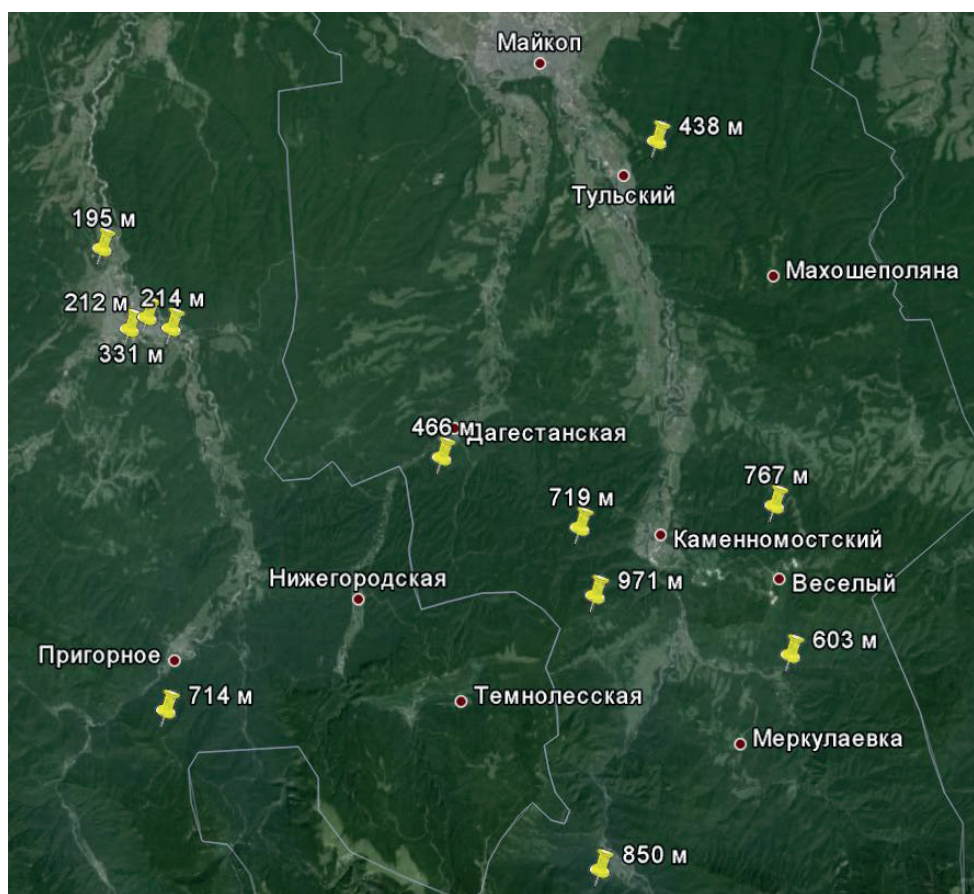 Майкоп
438 м
Тульский
195 м
Махошеполяна
212 м
214 м
331 м
466 м
Дагестанская
767 м
719 м
Каменномостский
Нижегородская
971 м
Веселый
603 м
Пригорное
714 м
Темнолесская
Меркулаевка
850 м